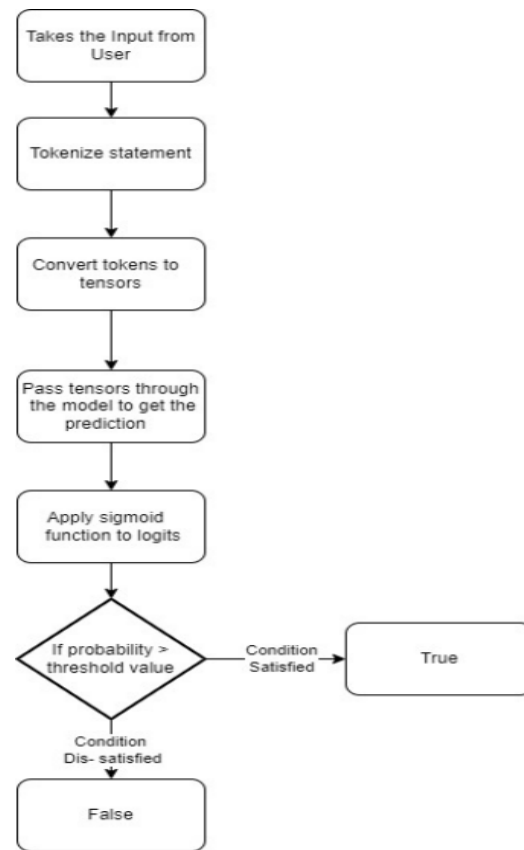 Takes the Input from
User
Tokenize statement
Convert tokens to
tensors
Pass tensors through
the model to get the
prediction
Apply sigmoid
function to logits
If probability >
threshold value
Condition
Satisfied
True
Condition
Dis- satisfied
False